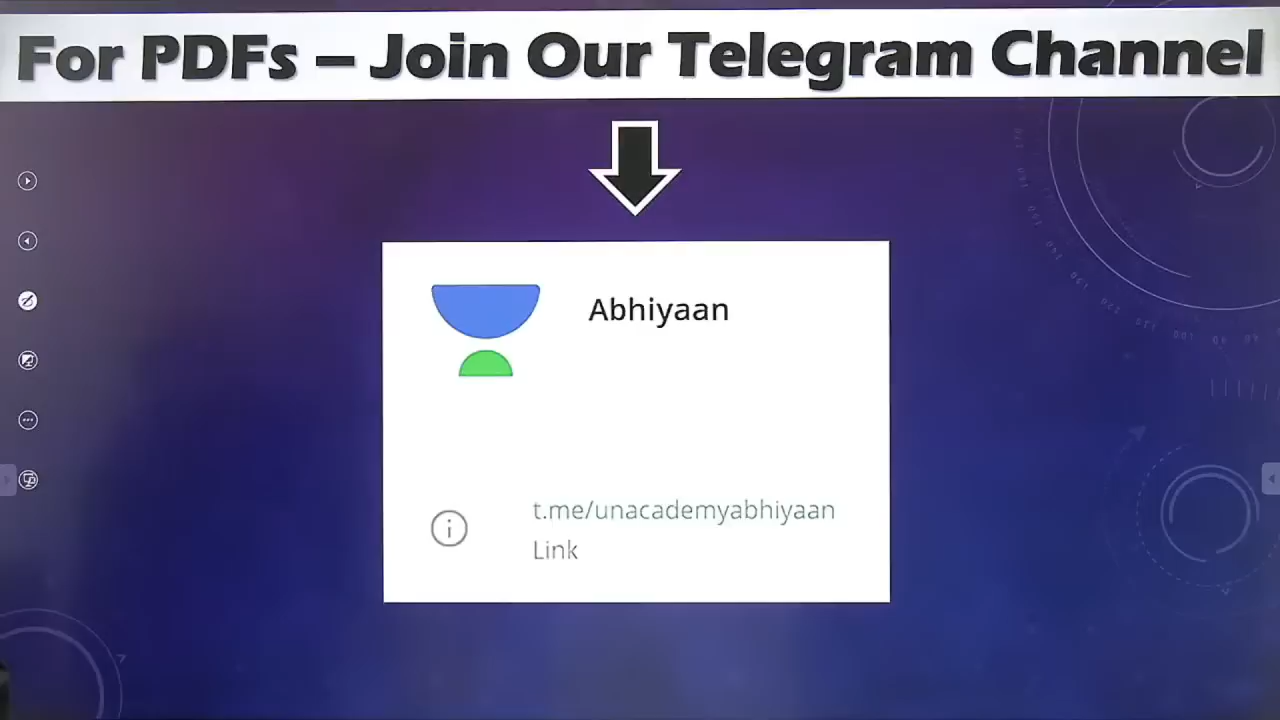 For PDFs – Join Our Telegram Channel
Abhiyaan
t.me/unacademyabhiyaan
Link